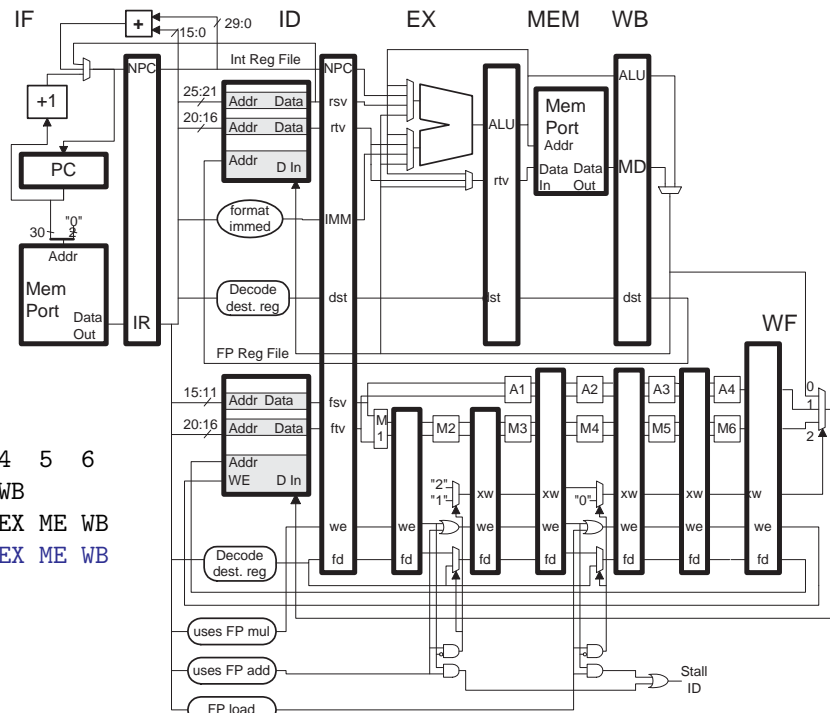 IF
ID
EX
MEM
WB
+
15:0
29:0
Int Reg File
NPC
+1
PC
30
"0"
2
Addr
Mem
Port
Data
Out
IR
25:21
20:16
Addr Data
Addr Data
Addr
D In
format
immed
Decode
dest. reg
NPC
rsv
rtv
IMM
dst
ALU
rtv
dst
Mem
Port
Addr
Data
In
Data
Out
ALU
MD
dst
WF
FP Reg File
15:11
20:16
Addr Data
Addr Data
Addr
WE
D In
fsv
ftv
we
fd
M
1
we
fd
M2
"2"
"1"
A1
M3
xw
we
fd
xw
we
fd
A2
M4
"0"
xw
we
fd
A3
M5
xw
we
fd
A4
M6
xw
we
fd
0
1
2
Decode
dest. reg
uses FP mul
uses FP add
FP load
Stall
ID
4 5 6
WB
EX ME WB
EX ME WB